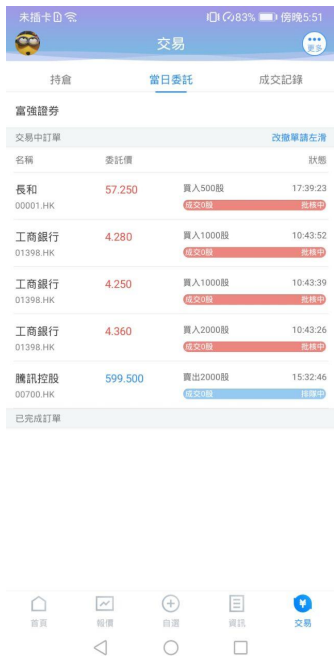 未插卡 83% 傍晚5:51
交易 更多
持倉 當日委託 成交記錄
富強證券
交易中訂單 改撤單請左滑
名稱 委託價 狀態
長和 57.250 買入500股 17:39:23
00001.HK 成交0股 批核中
工商銀行 4.280 買入1000股 10:43:52
01398.HK 成交0股 批核中
工商銀行 4.250 買入1000股 10:43:39
01398.HK 成交0股 批核中
工商銀行 4.360 買入2000股 10:43:26
01398.HK 成交0股 批核中
騰訊控股 599.500 賣出2000股 15:32:46
00700.HK 成交0股 排隊中
已完成訂單
首頁 報價 自選 資訊 交易